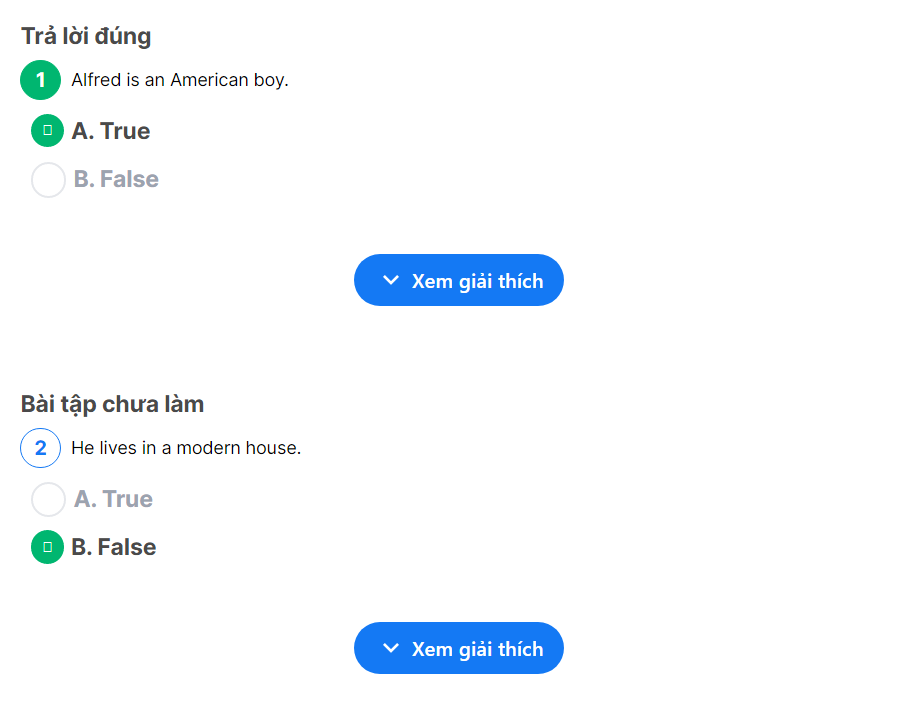 Trả lời đúng
1 Alfred is an American boy.
A. True
B. False
Xem giải thích
Bài tập chưa làm
2 He lives in a modern house.
A. True
B. False
Xem giải thích